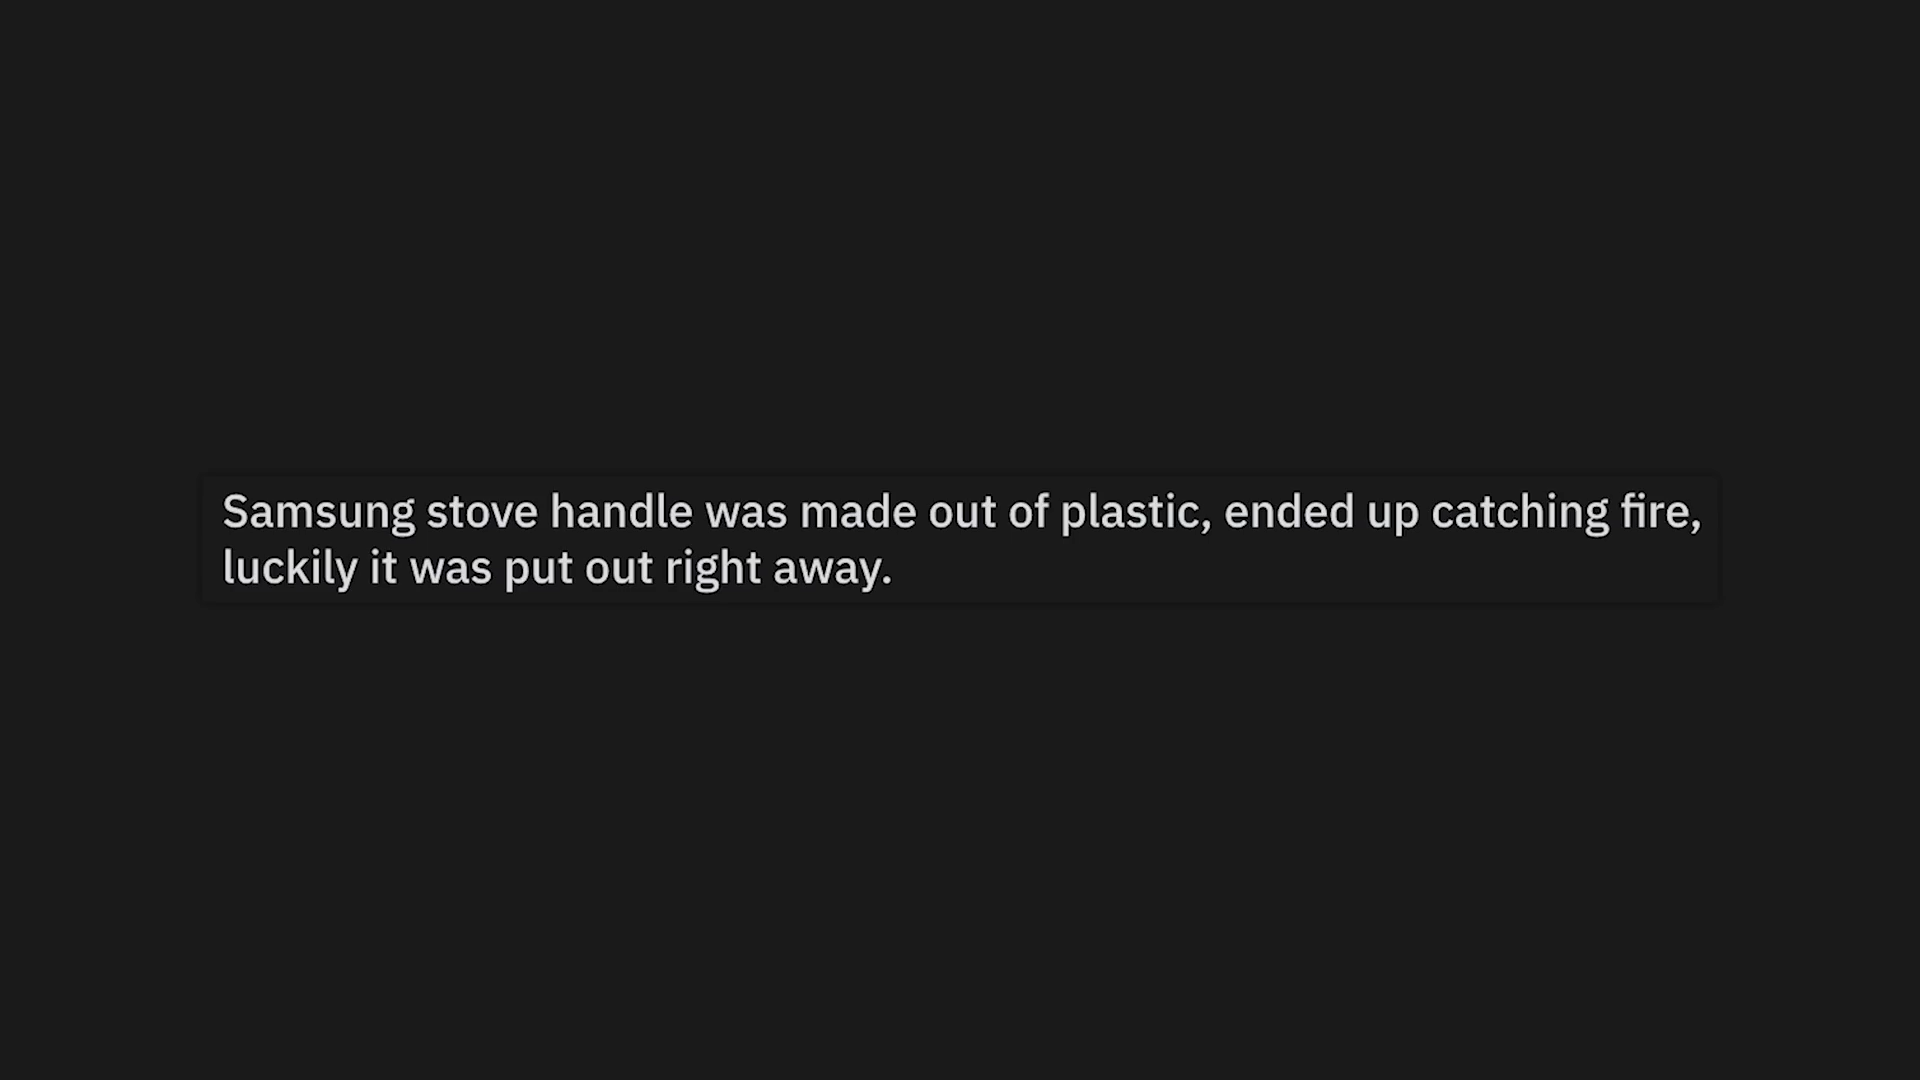 Samsung stove handle was made out of plastic, ended up catching fire,
luckily it was put out right away.